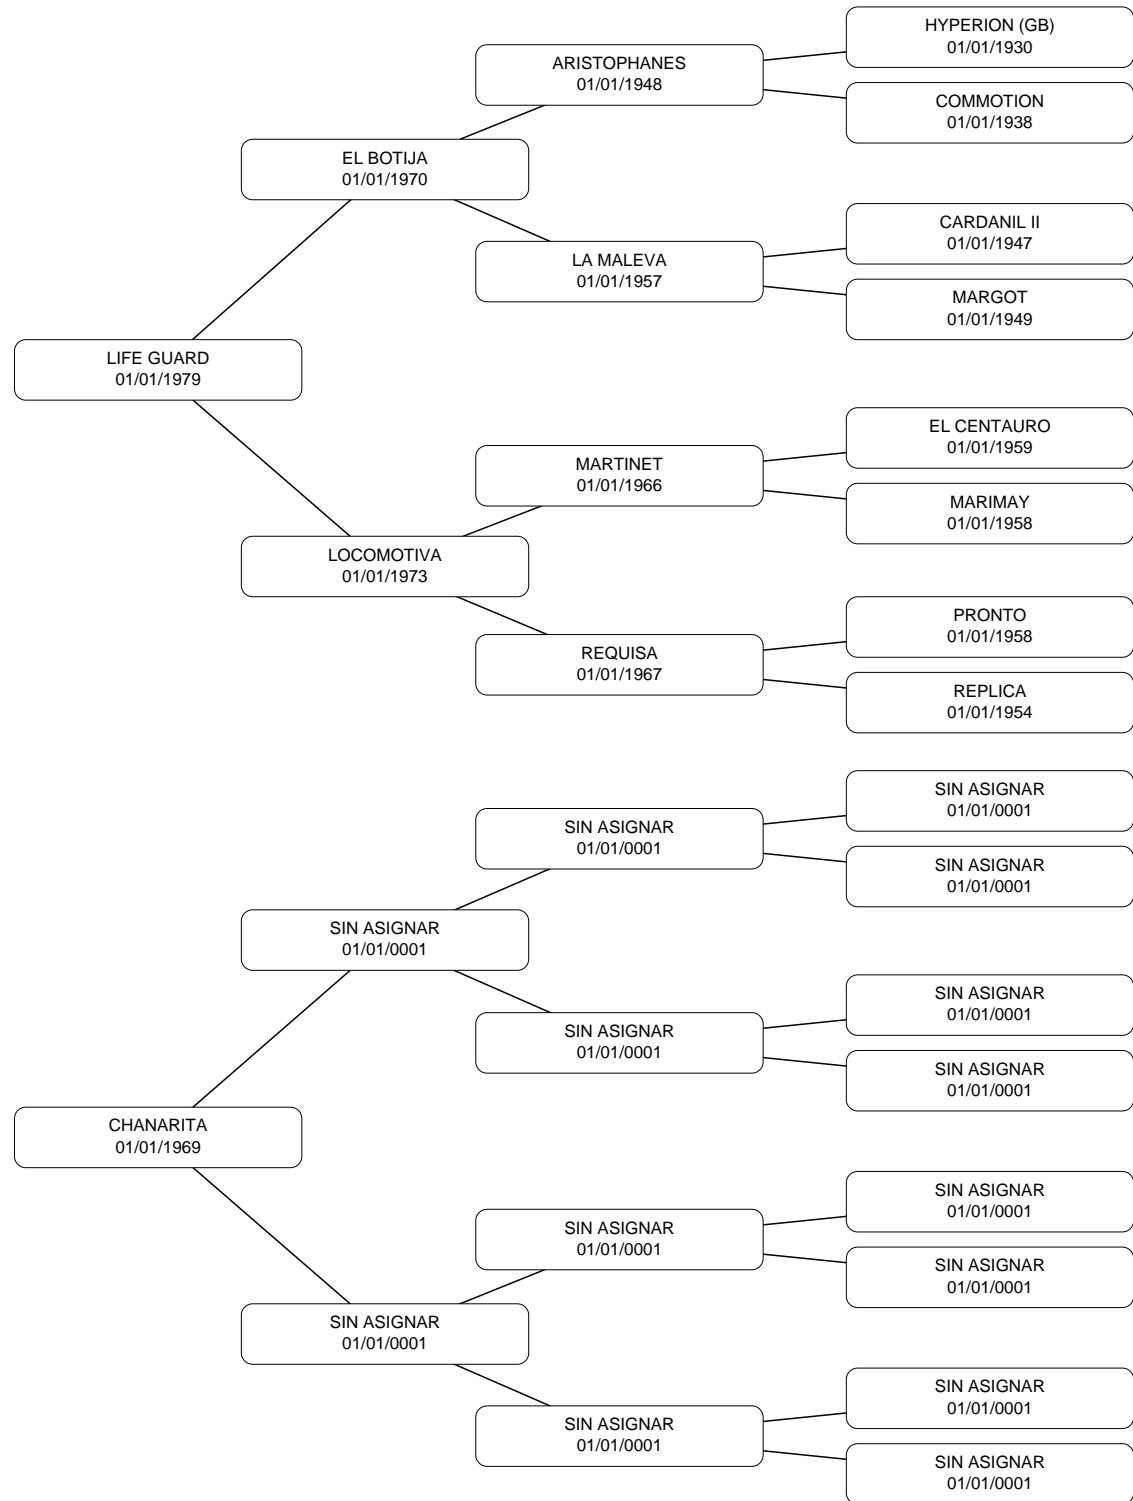 HYPERION (GB)
01/01/1930
ARISTOPHANES
01/01/1948
COMMOTION
01/01/1938
EL BOTIJA
01/01/1970
CARDANIL II
01/01/1947
LA MALEVA
01/01/1957
MARGOT
01/01/1949
LIFE GUARD
01/01/1979
EL CENTAURO
01/01/1959
MARTINET
01/01/1966
MARIMAY
01/01/1958
LOCOMOTIVA
01/01/1973
PRONTO
01/01/1958
REQUISA
01/01/1967
REPLICA
01/01/1954
SIN ASIGNAR
01/01/0001
SIN ASIGNAR
01/01/0001
SIN ASIGNAR
01/01/0001
SIN ASIGNAR
01/01/0001
SIN ASIGNAR
01/01/0001
SIN ASIGNAR
01/01/0001
SIN ASIGNAR
01/01/0001
CHANARITA
01/01/1969
SIN ASIGNAR
01/01/0001
SIN ASIGNAR
01/01/0001
SIN ASIGNAR
01/01/0001
SIN ASIGNAR
01/01/0001
SIN ASIGNAR
01/01/0001
SIN ASIGNAR
01/01/0001
SIN ASIGNAR
01/01/0001